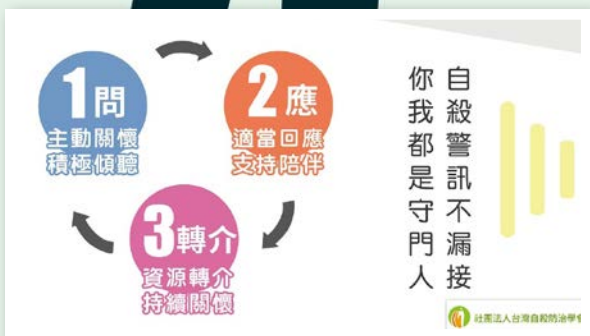 1問
主動關懷
積極傾聽
2應
適當回應
支持陪伴
3轉介
資源轉介
持續關懷
自殺警訊不漏接
你我都是守門人
社團法人台灣自殺防治學會